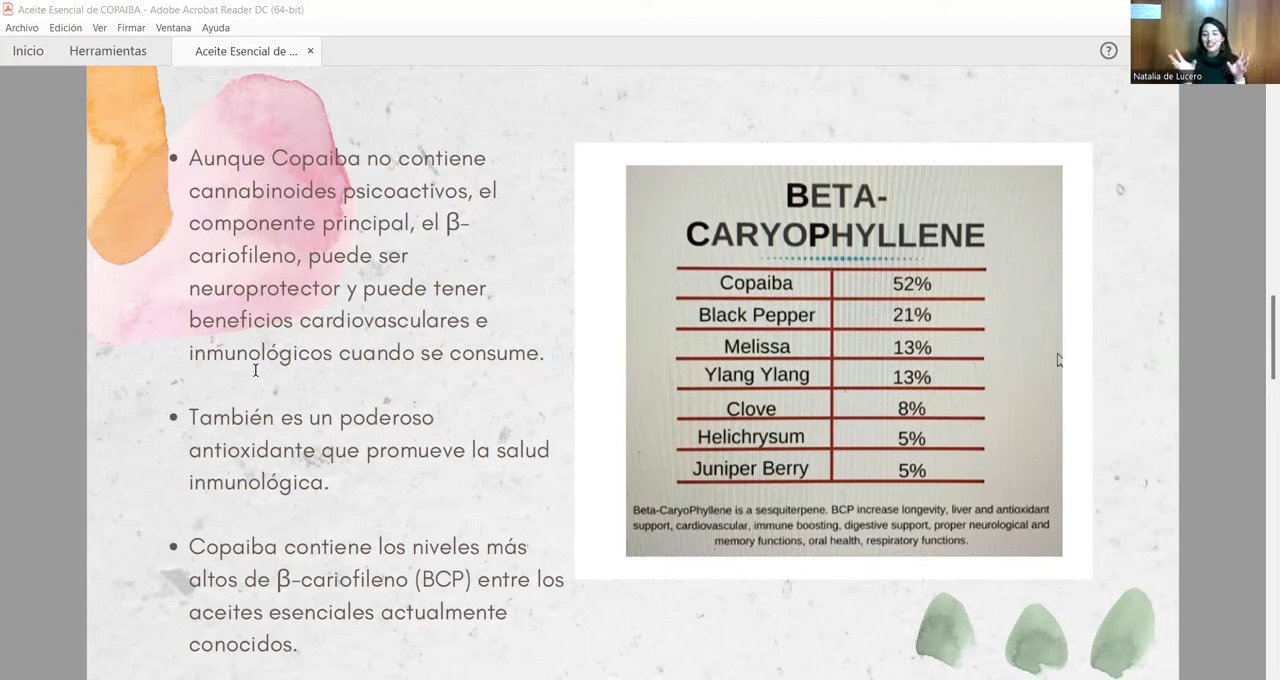 Aceite Esencial de COPAIBA - Adobe Acrobat Reader DC (64-bit)
Archivo Edición Ver Firmar Ventana Ayuda
Inicio Herramientas Aceite Esencial de ... ×
?
Natalia de Lucero
• Aunque Copaiba no contiene
cannabinoides psicoactivos, el
componente principal, el β-
cariofileno, puede ser
neuroprotector y puede tener
beneficios cardiovasculares e
inmunológicos cuando se consume.
• También es un poderoso
antioxidante que promueve la salud
inmunológica.
• Copaiba contiene los niveles más
altos de β-cariofileno (BCP) entre los
aceites esenciales actualmente
conocidos.
BETA-
CARYOPHYLLENE
Copaiba 52%
Black Pepper 21%
Melissa 13%
Ylang Ylang 13%
Clove 8%
Helichrysum 5%
Juniper Berry 5%
Beta-CaryoPhyllene is a sesquiterpene. BCP increase longevity, liver and antioxidant
support, cardiovascular, immune boosting, digestive support, proper neurological and
memory functions, oral health, respiratory functions.